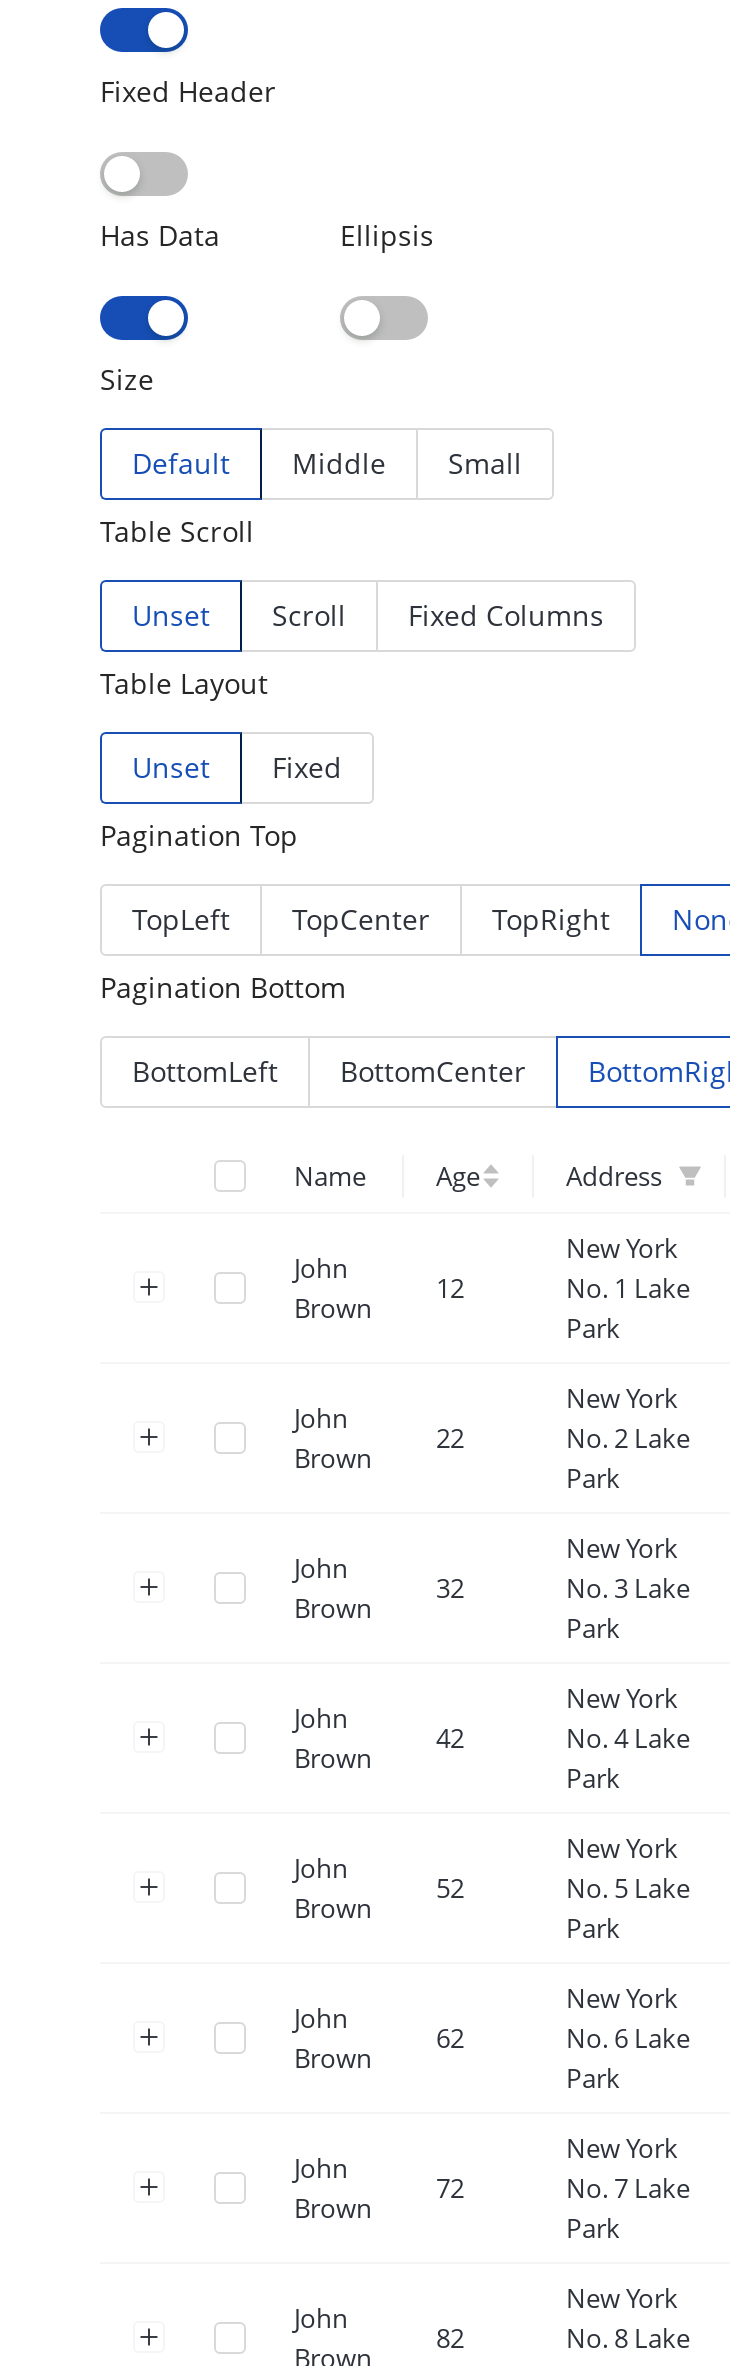 Fixed Header
Has Data Ellipsis
Size
Default Middle Small
Table Scroll
Unset Scroll Fixed Columns
Table Layout
Unset Fixed
Pagination Top
TopLeft TopCenter TopRight
Pagination Bottom
BottomLeft BottomCenter
Name Age Address
John
Brown
12
New York
No. 1 Lake
Park
John
Brown
22
New York
No. 2 Lake
Park
John
Brown
32
New York
No. 3 Lake
Park
John
Brown
42
New York
No. 4 Lake
Park
John
Brown
52
New York
No. 5 Lake
Park
John
Brown
62
New York
No. 6 Lake
Park
John
Brown
72
New York
No. 7 Lake
Park
John
Brown
82
New York
No. 8 Lake